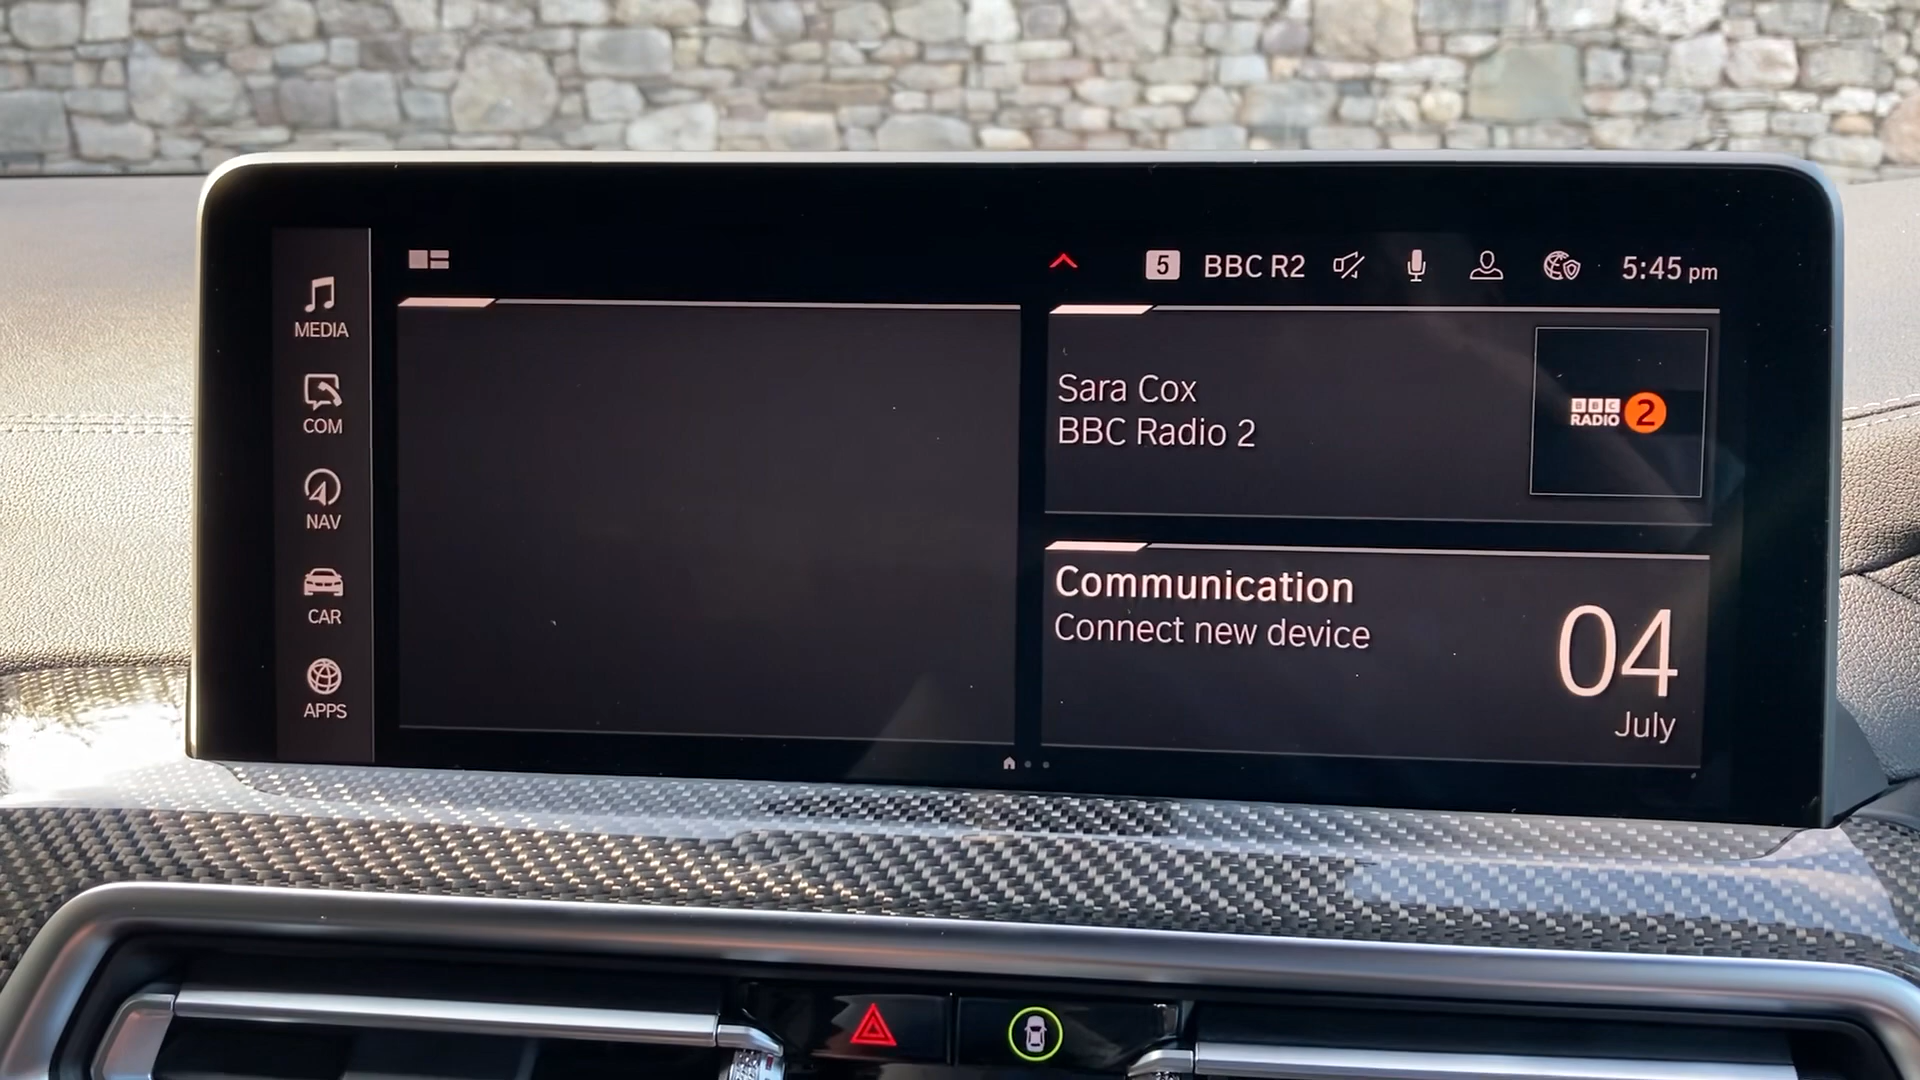 5 BBC R2 5:45 pm
MEDIA
COM
NAV
CAR
APPS
Sara Cox
BBC Radio 2
BBC
RADIO 2
Communication
Connect new device
04
July